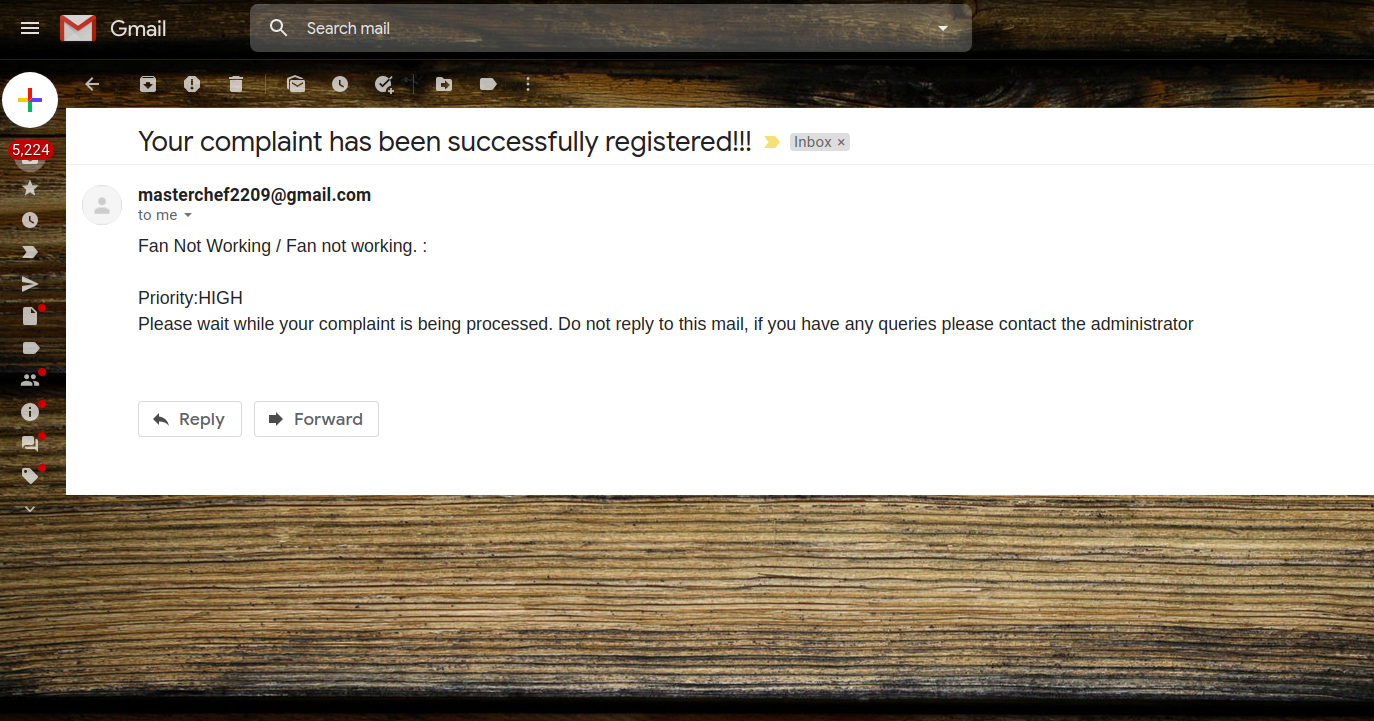 Gmail
Search mail
5,224
Your complaint has been successfully registered!!! Inbox ×
masterchef2209@gmail.com
to me
Fan Not Working / Fan not working. :
Priority:HIGH
Please wait while your complaint is being processed. Do not reply to this mail, if you have any queries please contact the administrator
Reply Forward